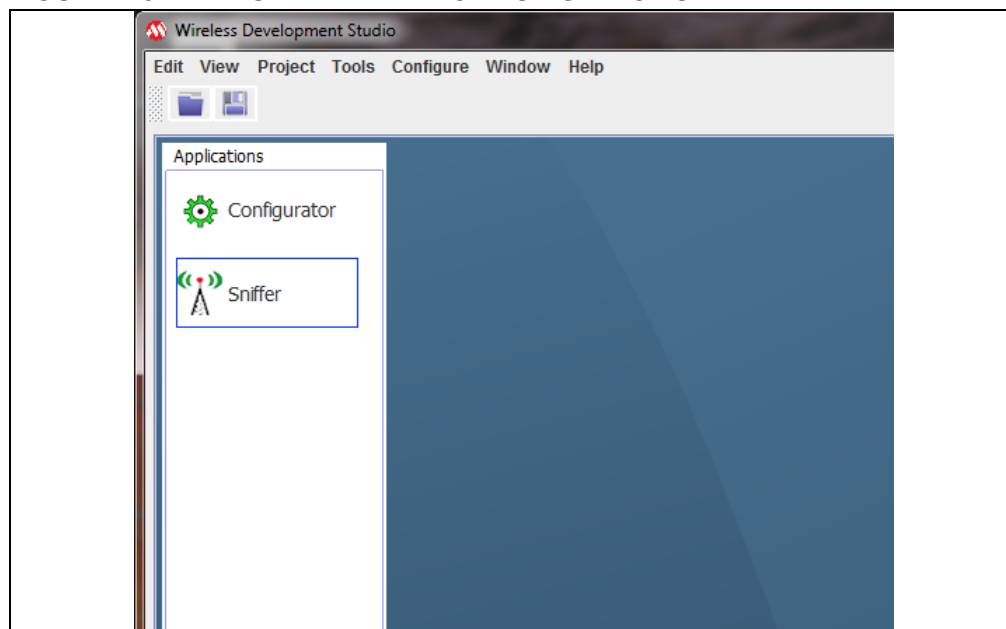 Wireless Development Studio
Edit View Project Tools Configure Window Help
Applications
Configurator
Sniffer